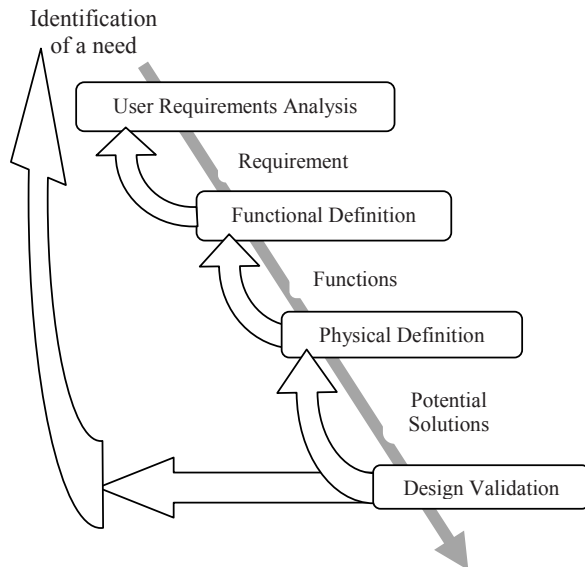 Identification
of a need
User Requirements Analysis
Requirement
Functional Definition
Functions
Physical Definition
Potential
Solutions
Design Validation